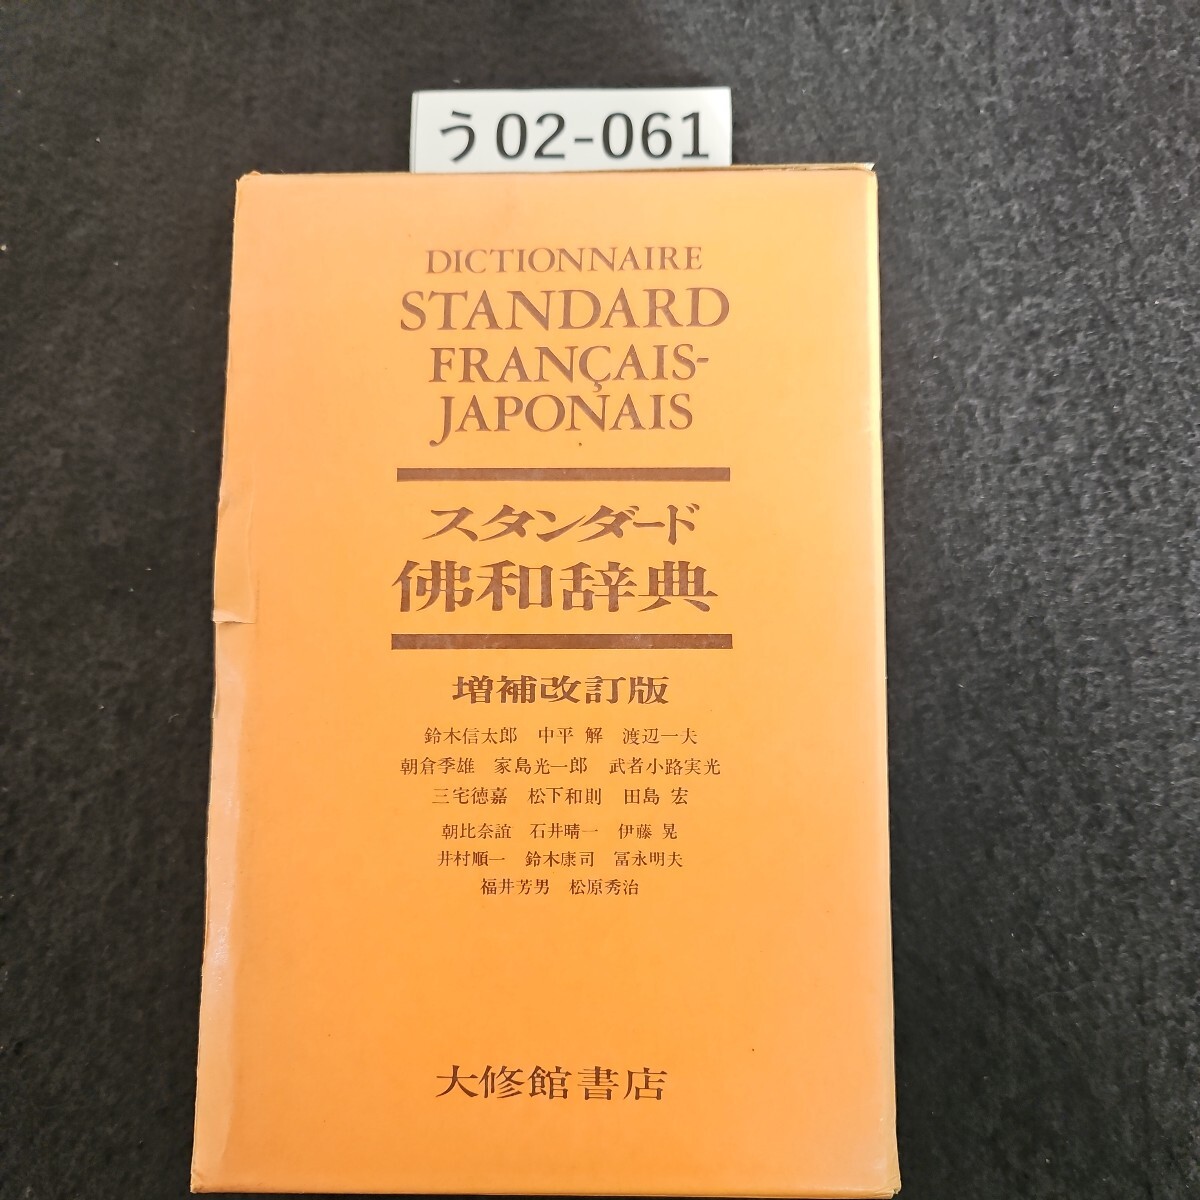 う02-061
DICTIONNAIRE
STANDARD
FRANÇAIS-
JAPONAIS
スタンダード
佛和辞典
増補改訂版
鈴木信太郎 中平 解 渡辺一夫
朝倉季雄 家島光一郎 武者小路実光
三宅徳嘉 松下和則 田島 宏
朝比奈誼 石井晴一 伊藤 晃
井村順一 鈴木康司 冨永明夫
福井芳男 松原秀治
大修館書店